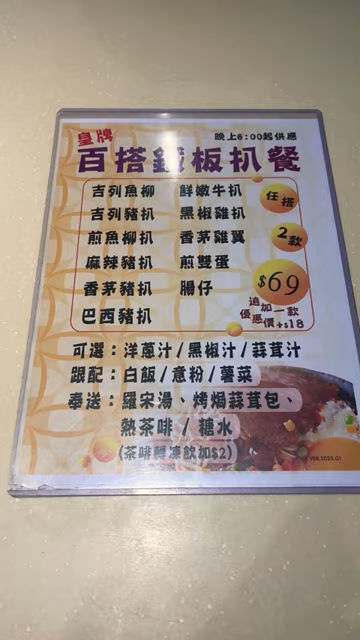 皇牌
晚上6:00起供應
百搭鐵板扒餐
吉列魚柳 鮮嫩牛扒
吉列豬扒 黑椒雞扒
煎魚柳扒 香茅雞翼
麻辣豬扒 煎雙蛋
香茅豬扒 腸仔
巴西豬扒
任搭
2款
$69
追加一款
優惠價+$18
可選：洋蔥汁/黑椒汁/蒜茸汁
跟配：白飯/意粉/薯菜
奉送：羅宋湯、烤焗蒜茸包、
熱茶啡 / 糖水
(茶啡轉凍飲加$2)
VER.2023.01